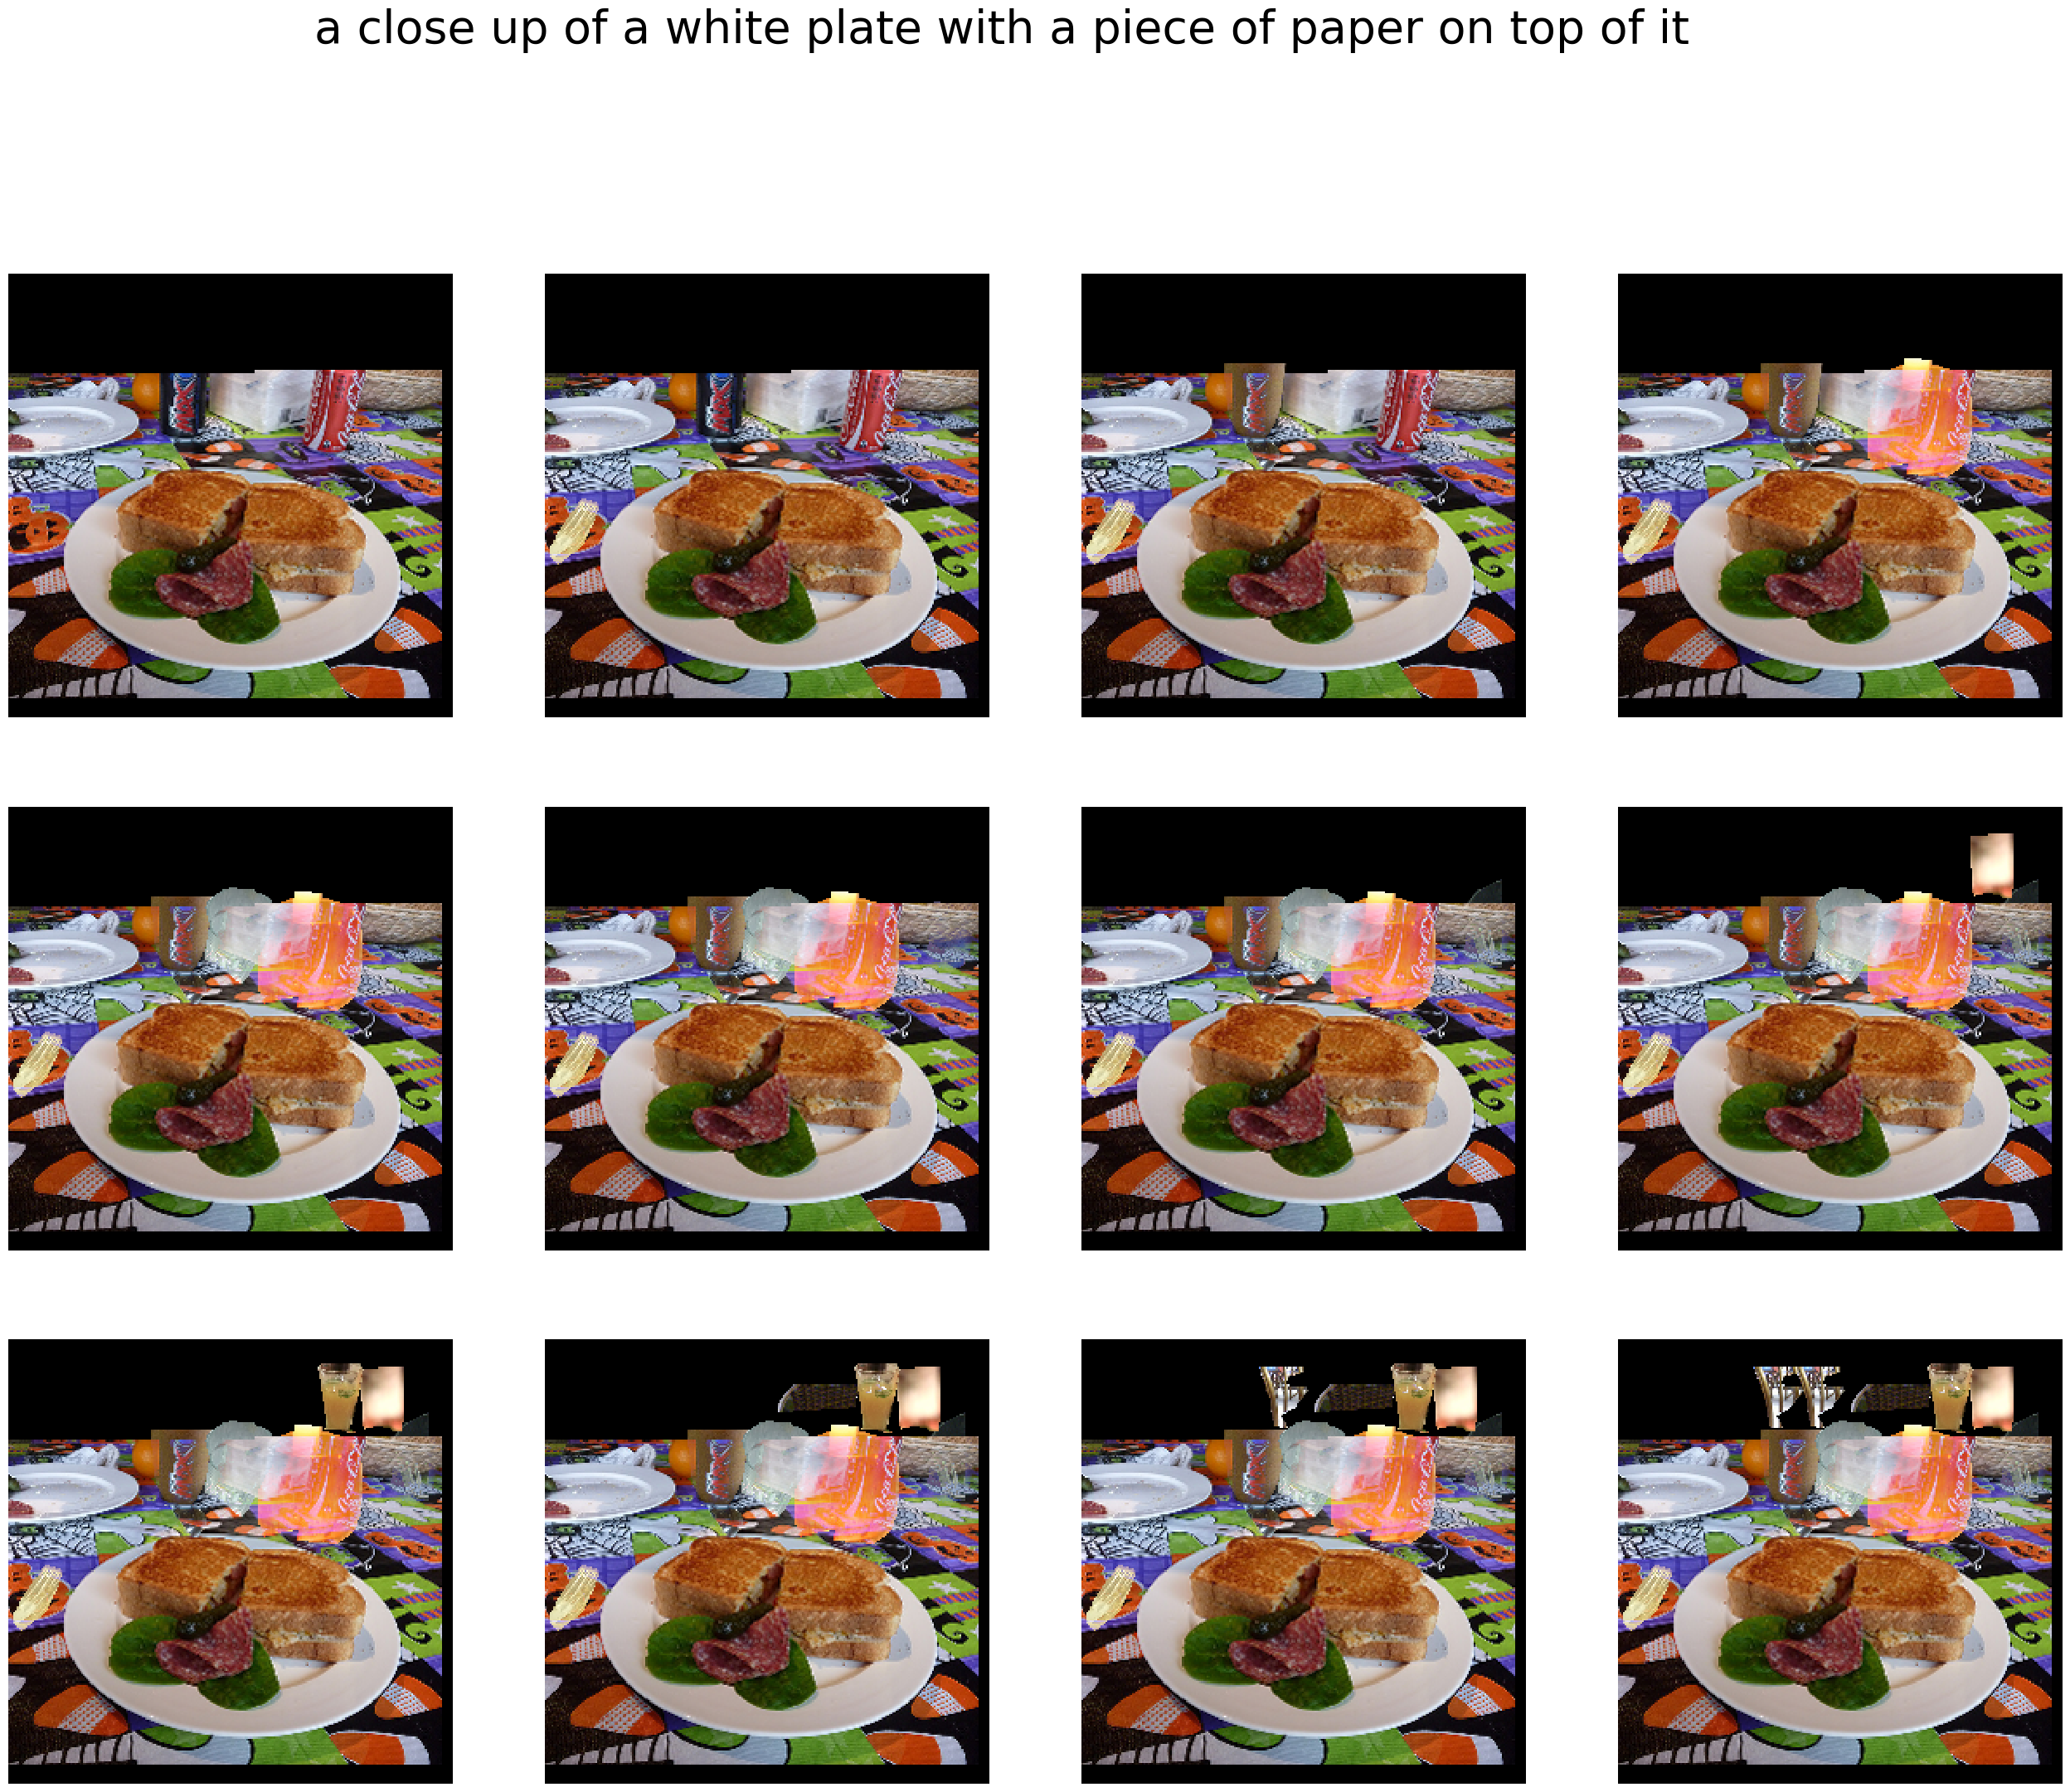 a close up of a white plate with a piece of paper on top of it